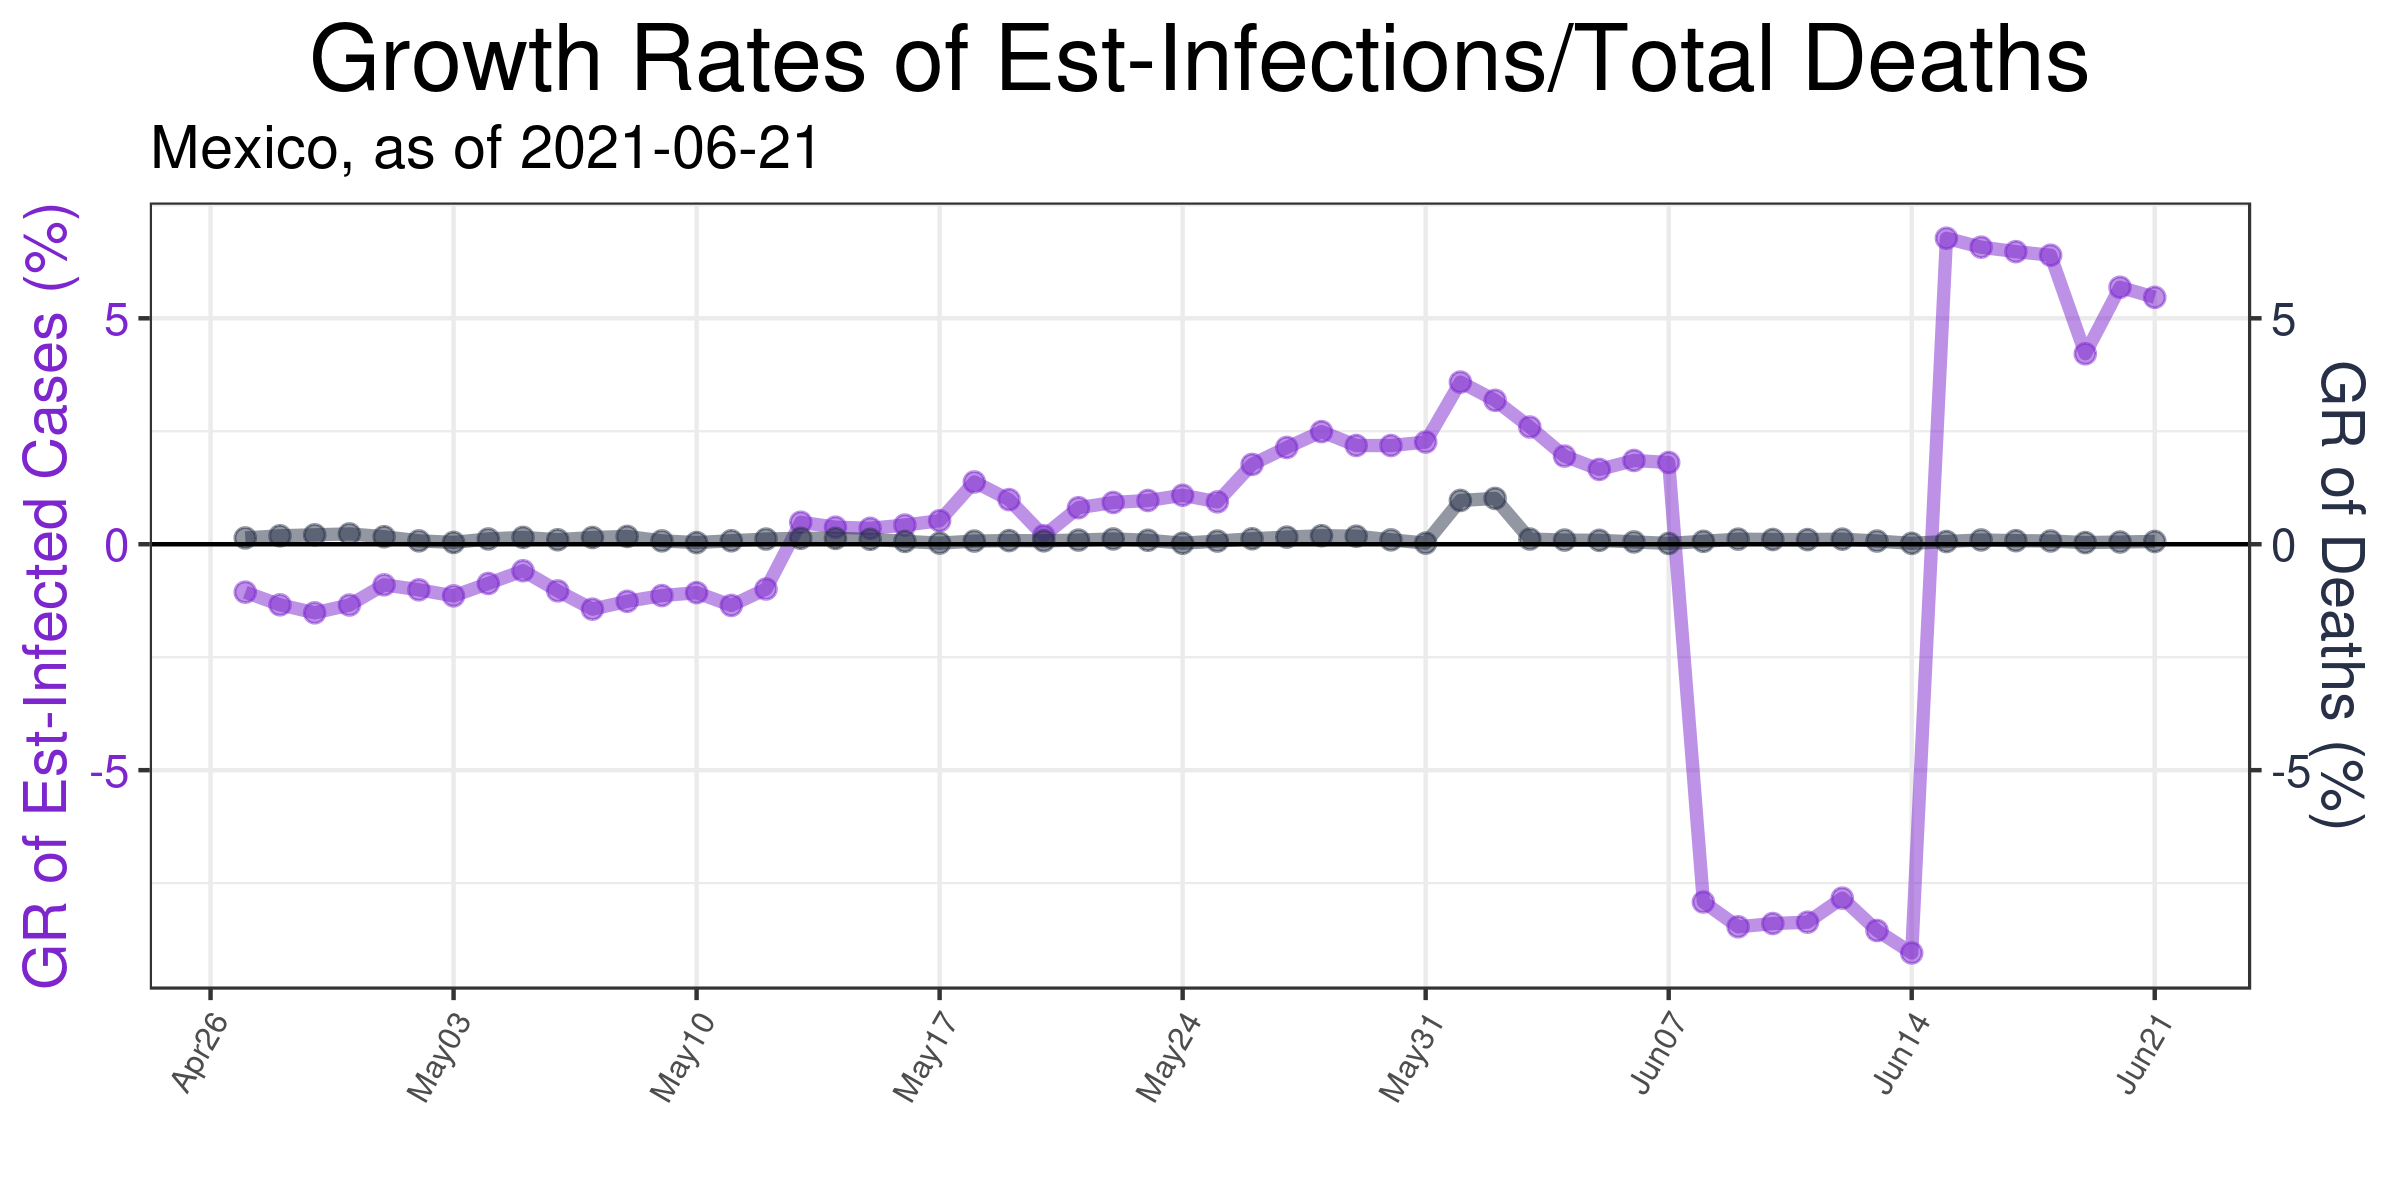 Growth Rates of Est-Infections/Total Deaths
Mexico, as of 2021-06-21
GR of Est-Infected Cases (%)
5
0
-5
5
0
-5
GR of Deaths (%)
Apr26
May03
May10
May17
May24
May31
Jun07
Jun14
Jun21